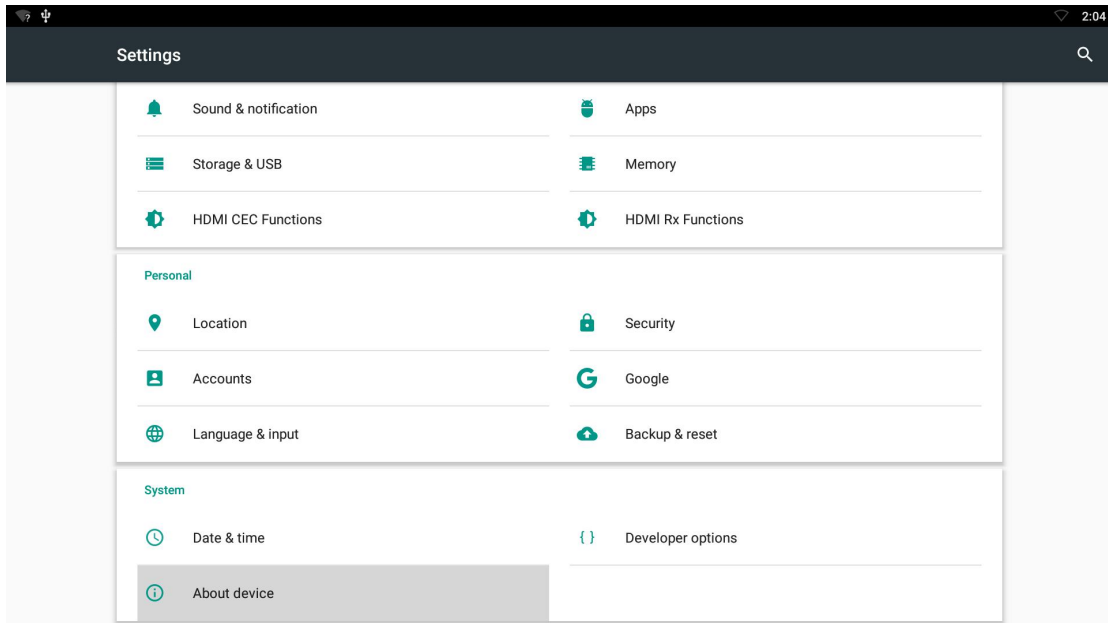 2:04
Settings
Sound & notification
Apps
Storage & USB
Memory
HDMI CEC Functions
HDMI Rx Functions
Personal
Location
Security
Accounts
Google
Language & input
Backup & reset
System
Date & time
{ } Developer options
About device